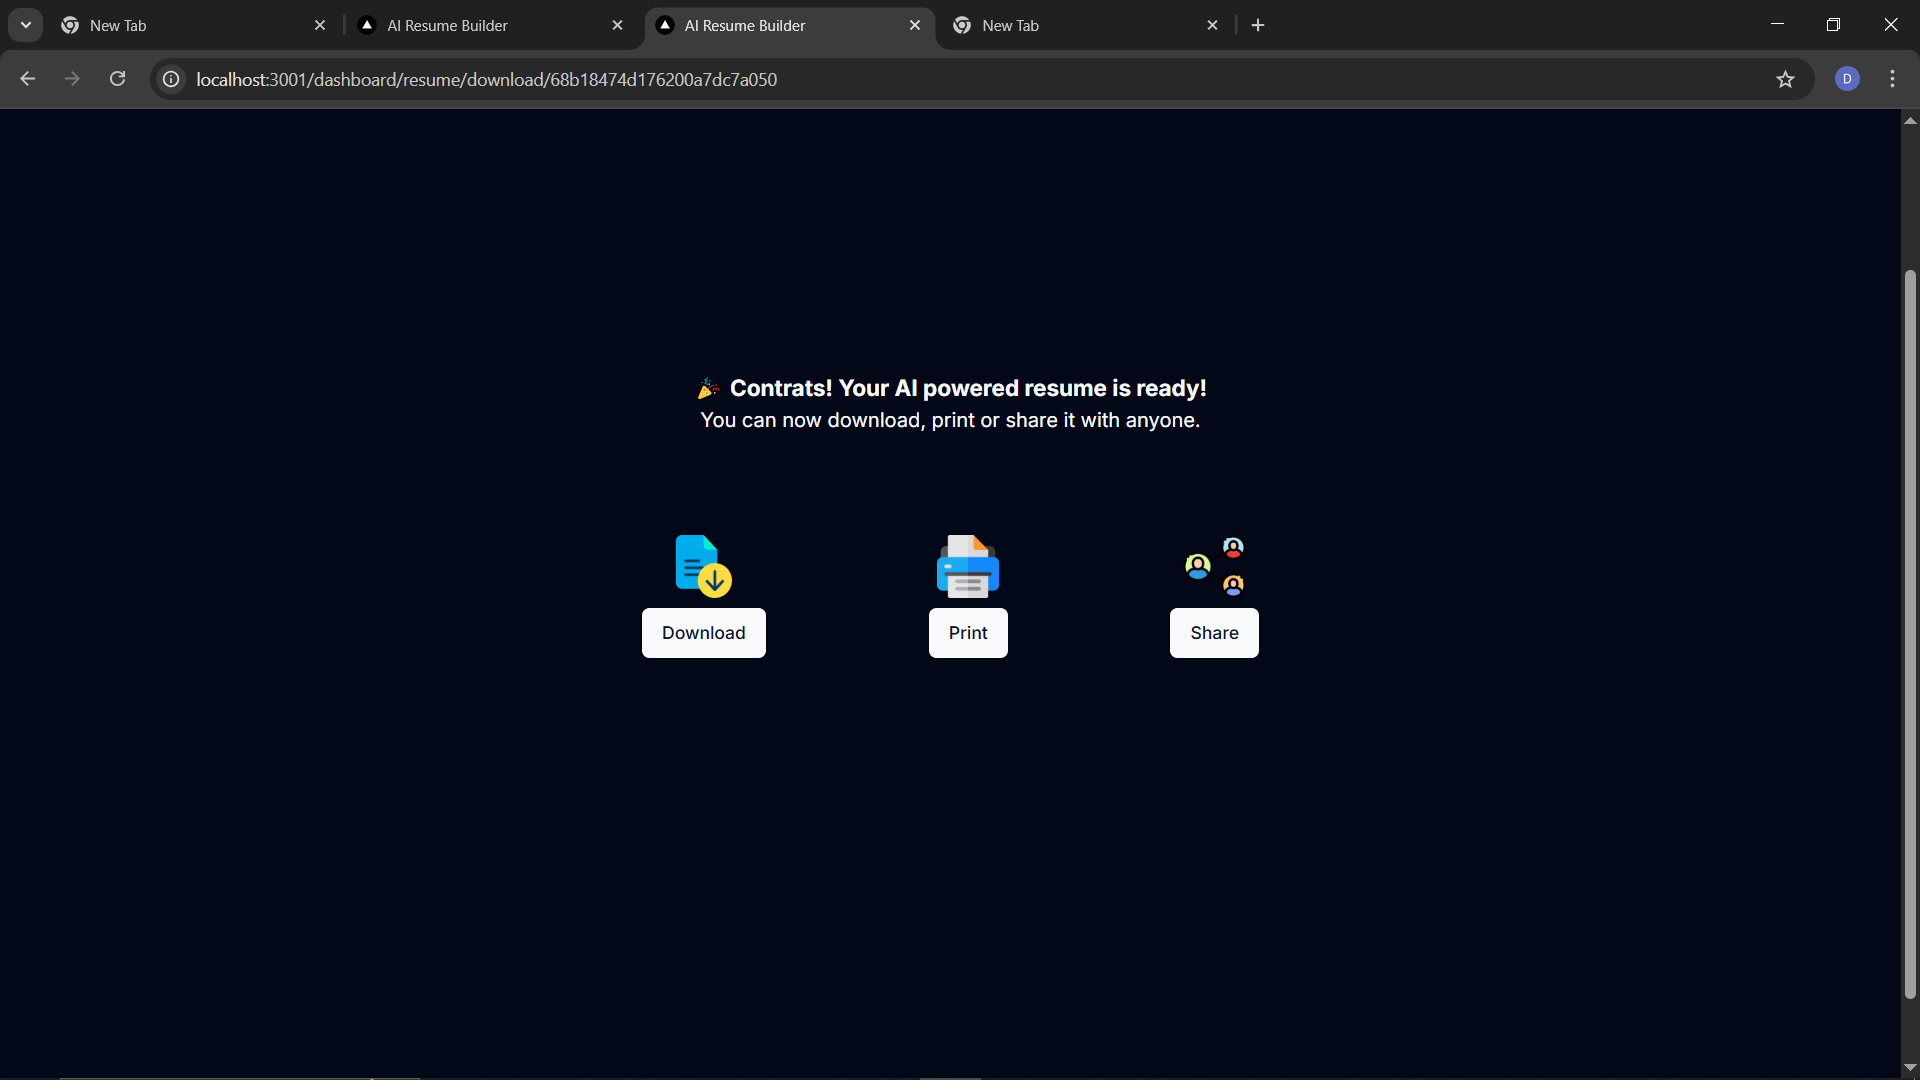 New Tab
AI Resume Builder
AI Resume Builder
New Tab
localhost:3001/dashboard/resume/download/68b18474d176200a7dc7a050
D
🎉 Contrats! Your AI powered resume is ready!
You can now download, print or share it with anyone.
Download
Print
Share